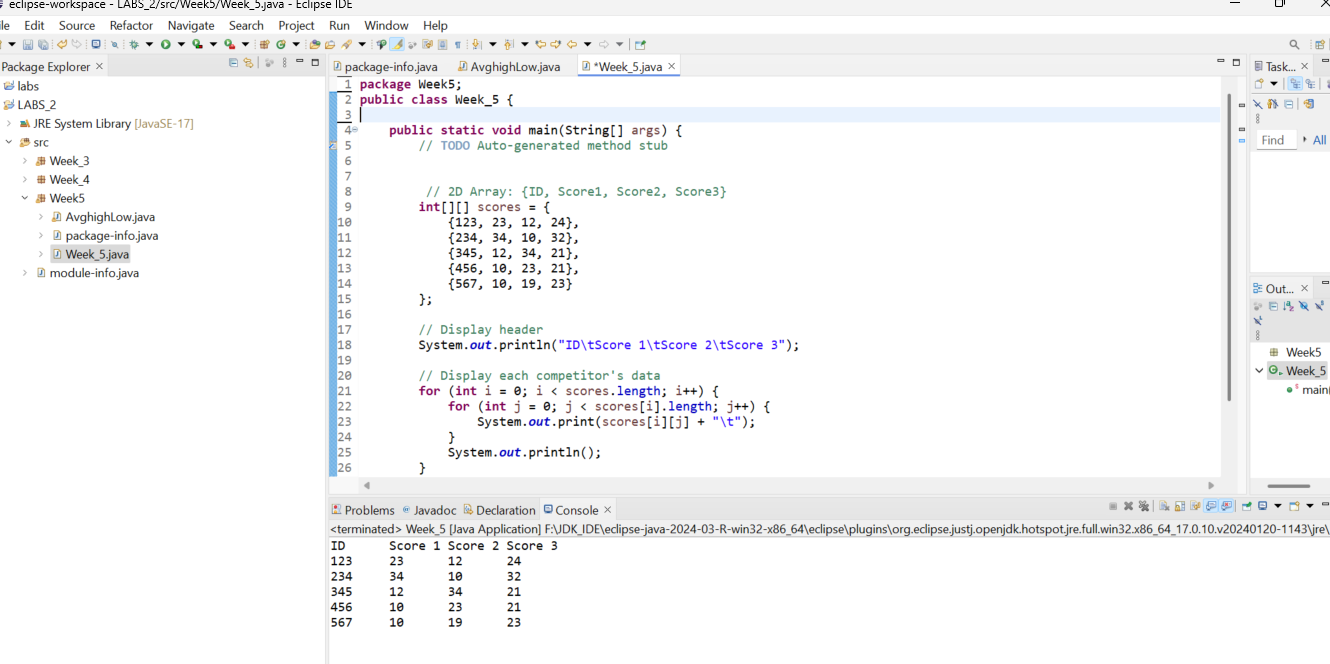 eclipse-workspace - LABS_2/src/Week5/Week_5.java - Eclipse IDE
Edit Source Refactor Navigate Search Project Run Window Help
Package Explorer
labs
LABS_2
JRE System Library [JavaSE-17]
src
Week_3
Week_4
Week5
AvghighLow.java
package-info.java
Week_5.java
module-info.java
package-info.java AvghighLow.java *Week_5.java
1 package Week5;
2 public class Week_5 {
3
4 public static void main(String[] args) {
5 // TODO Auto-generated method stub
6
7
8 // 2D Array: {ID, Score1, Score2, Score3}
9 int[][] scores = {
10 {123, 23, 12, 24},
11 {234, 34, 10, 32},
12 {345, 12, 34, 21},
13 {456, 10, 23, 21},
14 {567, 10, 19, 23}
15 };
16
17 // Display header
18 System.out.println("ID\tScore 1\tScore 2\tScore 3");
19
20 // Display each competitor's data
21 for (int i = 0; i < scores.length; i++) {
22 for (int j = 0; j < scores[i].length; j++) {
23 System.out.print(scores[i][j] + "\t");
24 }
25 System.out.println();
26 }
Task...
Find All
Out...
Week5
Week_5
main(
Problems Javadoc Declaration Console
<terminated> Week_5 [Java Application] F:\JDK_IDE\eclipse-java-2024-03-R-win32-x86_64\eclipse\plugins\org.eclipse.justj.openjdk.hotspot.jre.full.win32.x86_64_17.0.10.v20240120-1143\jre\
ID Score 1 Score 2 Score 3
123 23 12 24
234 34 10 32
345 12 34 21
456 10 23 21
567 10 19 23